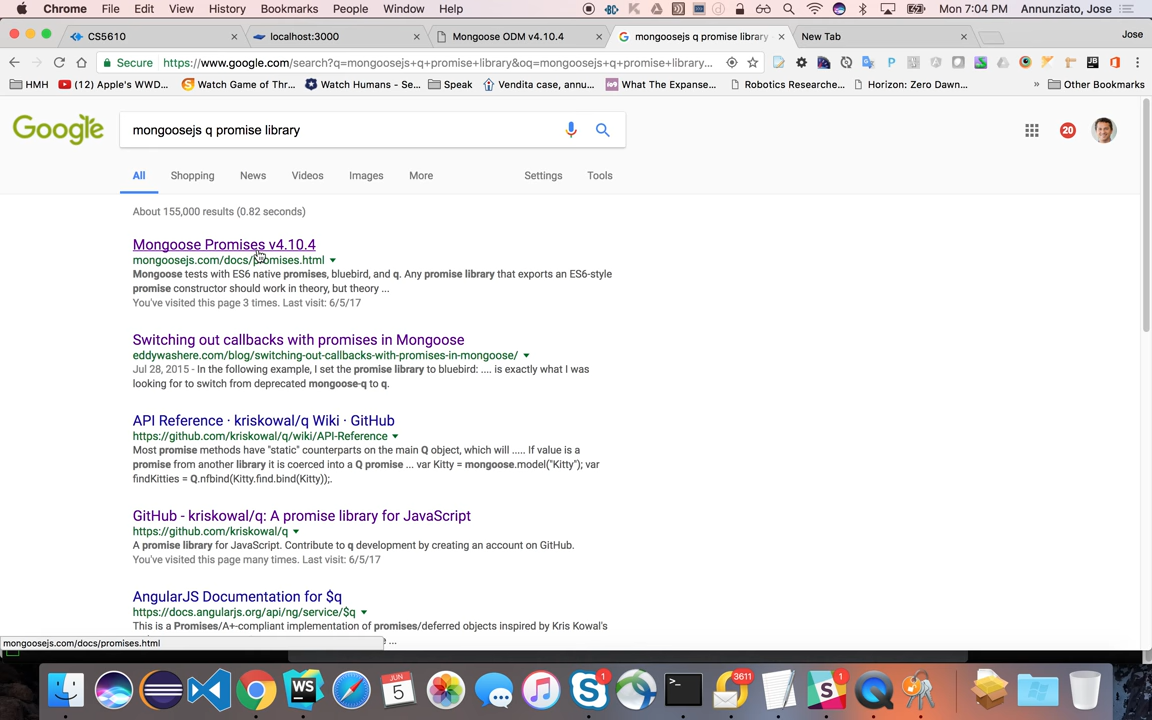 Chrome File Edit View History Bookmarks People Window Help Mon 7:04 PM Annunziato, Jose
CS5610 localhost:3000 Mongoose ODM v4.10.4 mongoosejs q promise library New Tab Jose
Secure https://www.google.com/search?q=mongoosejs+q+promise+library&oq=mongoosejs+q+promise+library...
HMH (12) Apple's WWD... Watch Game of Thr... Watch Humans - Se... Speak Vendita case, annu... What The Expanse... Robotics Researche... Horizon: Zero Dawn... » Other Bookmarks
Google mongoosejs q promise library 20
All Shopping News Videos Images More Settings Tools
About 155,000 results (0.82 seconds)
Mongoose Promises v4.10.4
mongoosejs.com/docs/promises.html
Mongoose tests with ES6 native promises, bluebird, and q. Any promise library that exports an ES6-style
promise constructor should work in theory, but theory ...
You've visited this page 3 times. Last visit: 6/5/17
Switching out callbacks with promises in Mongoose
eddywashere.com/blog/switching-out-callbacks-with-promises-in-mongoose/
Jul 28, 2015 - In the following example, I set the promise library to bluebird: .... is exactly what I was
looking for to switch from deprecated mongoose-q to q.
API Reference · kriskowal/q Wiki · GitHub
https://github.com/kriskowal/q/wiki/API-Reference
Most promise methods have "static" counterparts on the main Q object, which will ..... If value is a
promise from another library it is coerced into a Q promise ... var Kitty = mongoose.model("Kitty"); var
findKitties = Q.nfbind(Kitty.find.bind(Kitty));.
GitHub - kriskowal/q: A promise library for JavaScript
https://github.com/kriskowal/q
A promise library for JavaScript. Contribute to q development by creating an account on GitHub.
You've visited this page many times. Last visit: 6/5/17
AngularJS Documentation for $q
https://docs.angularjs.org/api/ng/service/$q
This is a Promises/A+-compliant implementation of promises/deferred objects inspired by Kris Kowal's
mongoosejs.com/docs/promises.html
WS JUN 5 1 3611 1